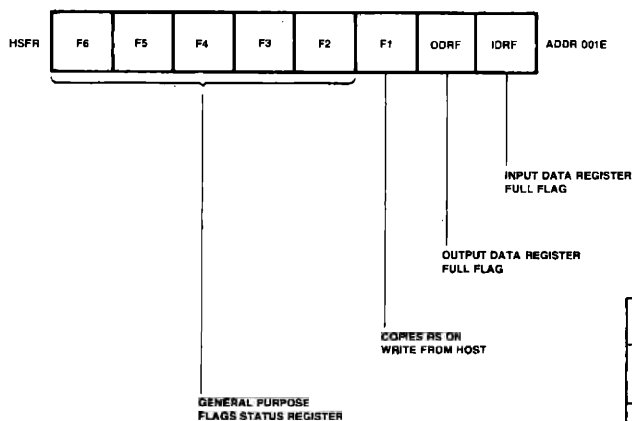 HSFR F6 F5 F4 F3 F2 F1 ODRF IDRF ADDR 001E
INPUT DATA REGISTER
FULL FLAG
OUTPUT DATA REGISTER
FULL FLAG
COPIES RS ON
WRITE FROM HOST
GENERAL PURPOSE
FLAGS STATUS REGISTER